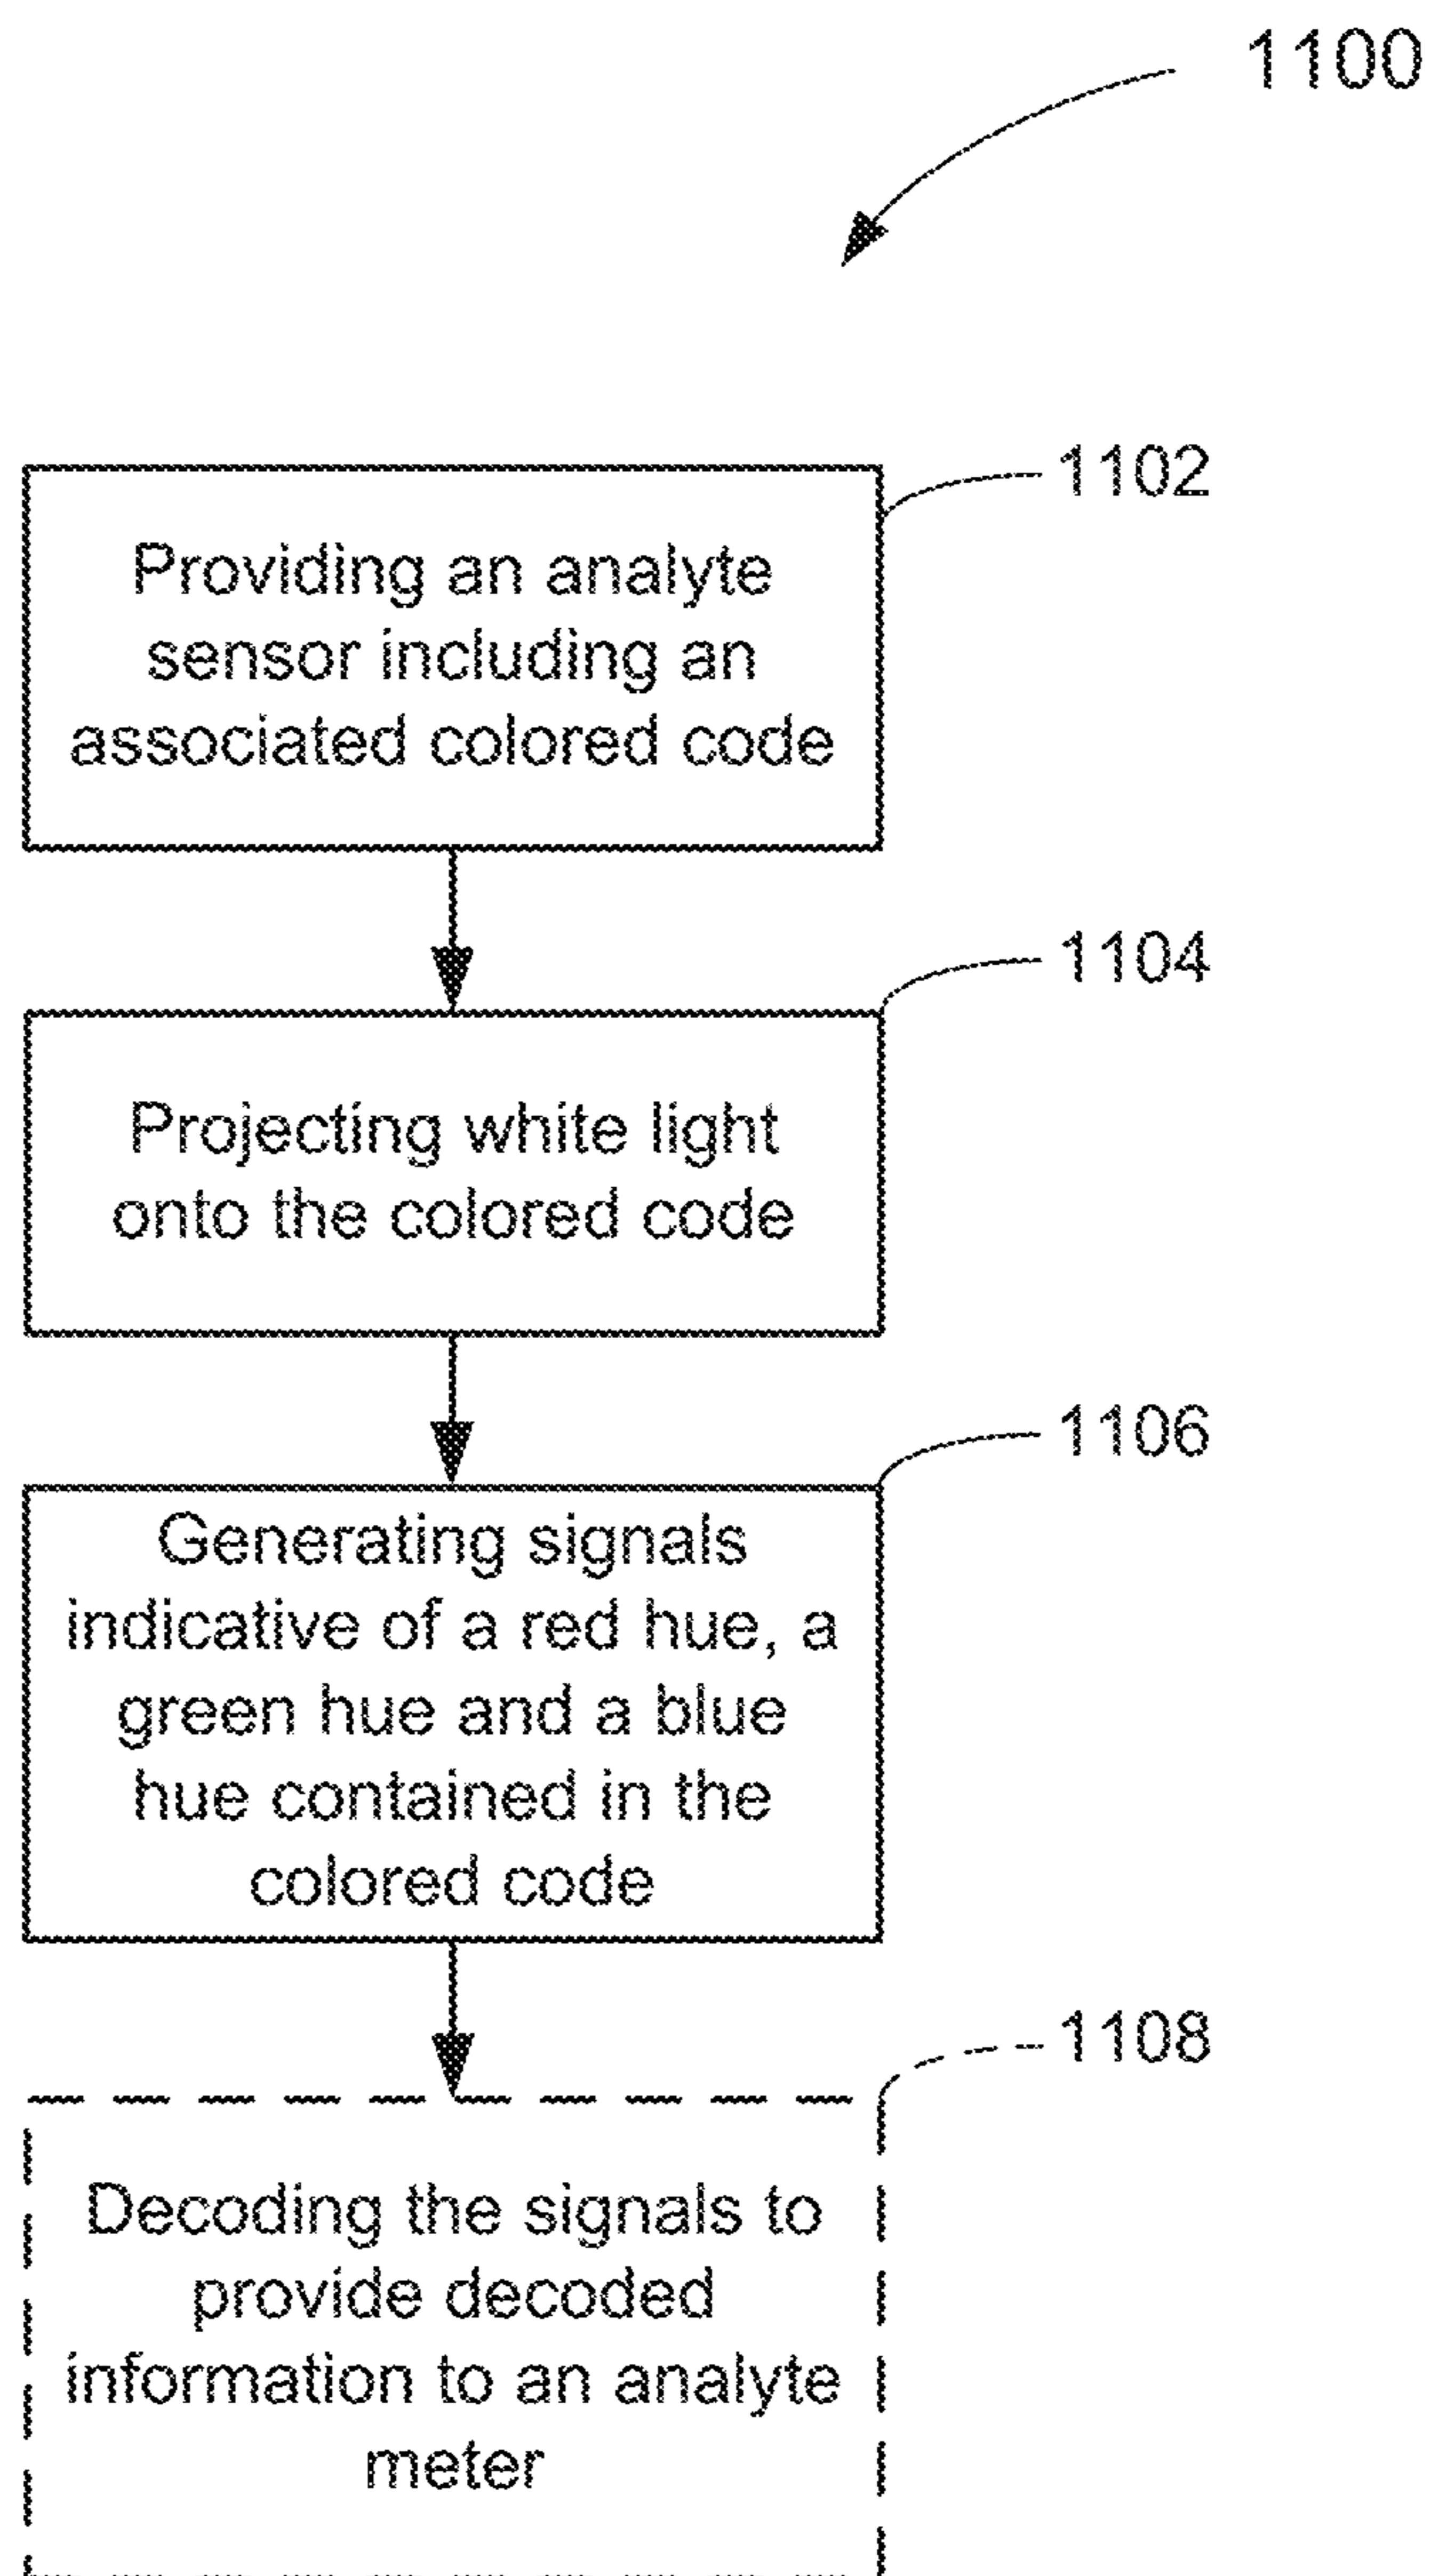 1100
1102
Providing an analyte
sensor including an
associated colored code
1104
Projecting white light
onto the colored code
1106
Generating signals
indicative of a red hue, a
green hue and a blue
hue contained in the
colored code
1108
Decoding the signals to
provide decoded
information to an analyte
meter